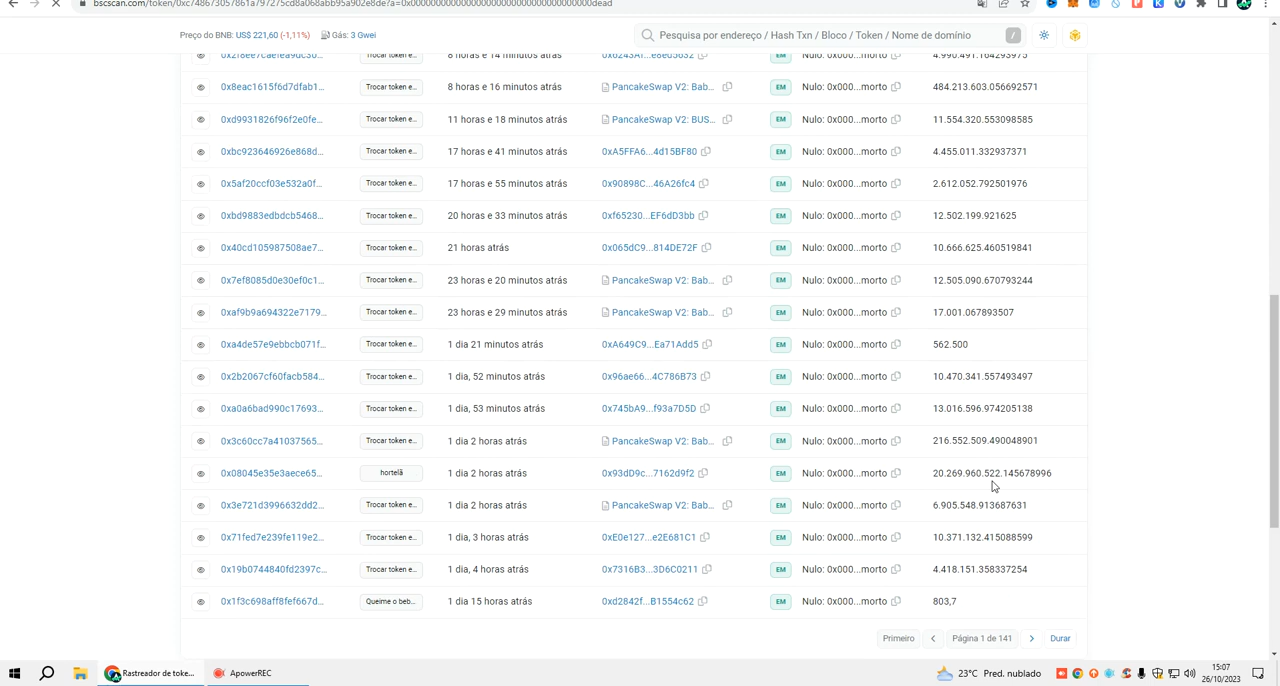 bscscan.com/token/0xc748673057861a797275cd8a068abb95a902e8de?a=0x000000000000000000000000000000000000dead
Preço do BNB: US$ 221,60 (-1,11%) Gás: 3 Gwei
Pesquisa por endereço / Hash Txn / Bloco / Token / Nome de domínio /
0x2f8ee7caefea9dc3d... Trocar token e... 8 horas e 14 minutos atrás EM Nulo: 0x000...morto 4.990.491.164293975
0x8eac1615f6d7dfab1... Trocar token e... 8 horas e 16 minutos atrás PancakeSwap V2: Bab... EM Nulo: 0x000...morto 484.213.603.056692571
0xd9931826f96f2e0fe... Trocar token e... 11 horas e 18 minutos atrás PancakeSwap V2: BUS... EM Nulo: 0x000...morto 11.554.320.553098585
0xbc923646926e868d... Trocar token e... 17 horas e 41 minutos atrás 0xA5FFA6...4d15BF80 EM Nulo: 0x000...morto 4.455.011.332937371
0x5af20ccf03e532a0f... Trocar token e... 17 horas e 55 minutos atrás 0x90898C...46A26fc4 EM Nulo: 0x000...morto 2.612.052.792501976
0xbd9883edbdcb5468... Trocar token e... 20 horas e 33 minutos atrás 0xf65230...EF6dD3bb EM Nulo: 0x000...morto 12.502.199.921625
0x40cd105987508ae7... Trocar token e... 21 horas atrás 0x065dC9...814DE72F EM Nulo: 0x000...morto 10.666.625.460519841
0x7ef8085d0e30ef0c1... Trocar token e... 23 horas e 20 minutos atrás PancakeSwap V2: Bab... EM Nulo: 0x000...morto 12.505.090.670793244
0xaf9b9a694322e7179... Trocar token e... 23 horas e 29 minutos atrás PancakeSwap V2: Bab... EM Nulo: 0x000...morto 17.001.067893507
0xa4de57e9ebbcb071f... Trocar token e... 1 dia 21 minutos atrás 0xA649C9...Ea71Add5 EM Nulo: 0x000...morto 562.500
0x2b2067cf60facb584... Trocar token e... 1 dia, 52 minutos atrás 0x96ae66...4C786B73 EM Nulo: 0x000...morto 10.470.341.557493497
0xa0a6bad990c17693... Trocar token e... 1 dia, 53 minutos atrás 0x745bA9...f93a7D5D EM Nulo: 0x000...morto 13.016.596.974205138
0x3c60cc7a41037565... Trocar token e... 1 dia 2 horas atrás PancakeSwap V2: Bab... EM Nulo: 0x000...morto 216.552.509.490048901
0x08045e35e3aece65... hortelã 1 dia 2 horas atrás 0x93dD9c...7162d9f2 EM Nulo: 0x000...morto 20.269.960.522.145678996
0x3e721d3996632dd2... Trocar token e... 1 dia 2 horas atrás PancakeSwap V2: Bab... EM Nulo: 0x000...morto 6.905.548.913687631
0x71fed7e239fe119e2... Trocar token e... 1 dia, 3 horas atrás 0xE0e127...e2E681C1 EM Nulo: 0x000...morto 10.371.132.415088599
0x19b0744840fd2397c... Trocar token e... 1 dia, 4 horas atrás 0x7316B3...3D6C0211 EM Nulo: 0x000...morto 4.418.151.358337254
0x1f3c698aff8fef667d... Queime o beb... 1 dia 15 horas atrás 0xd2842f...B1554c62 EM Nulo: 0x000...morto 803,7
Primeiro Página 1 de 141 Durar
Rastreador de toke... ApowerREC 23°C Pred. nublado 15:07
26/10/2023